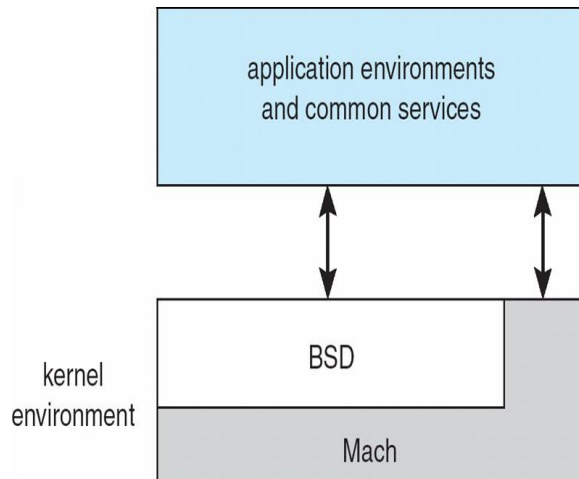 application environments
and common services
BSD
kernel
environment
Mach